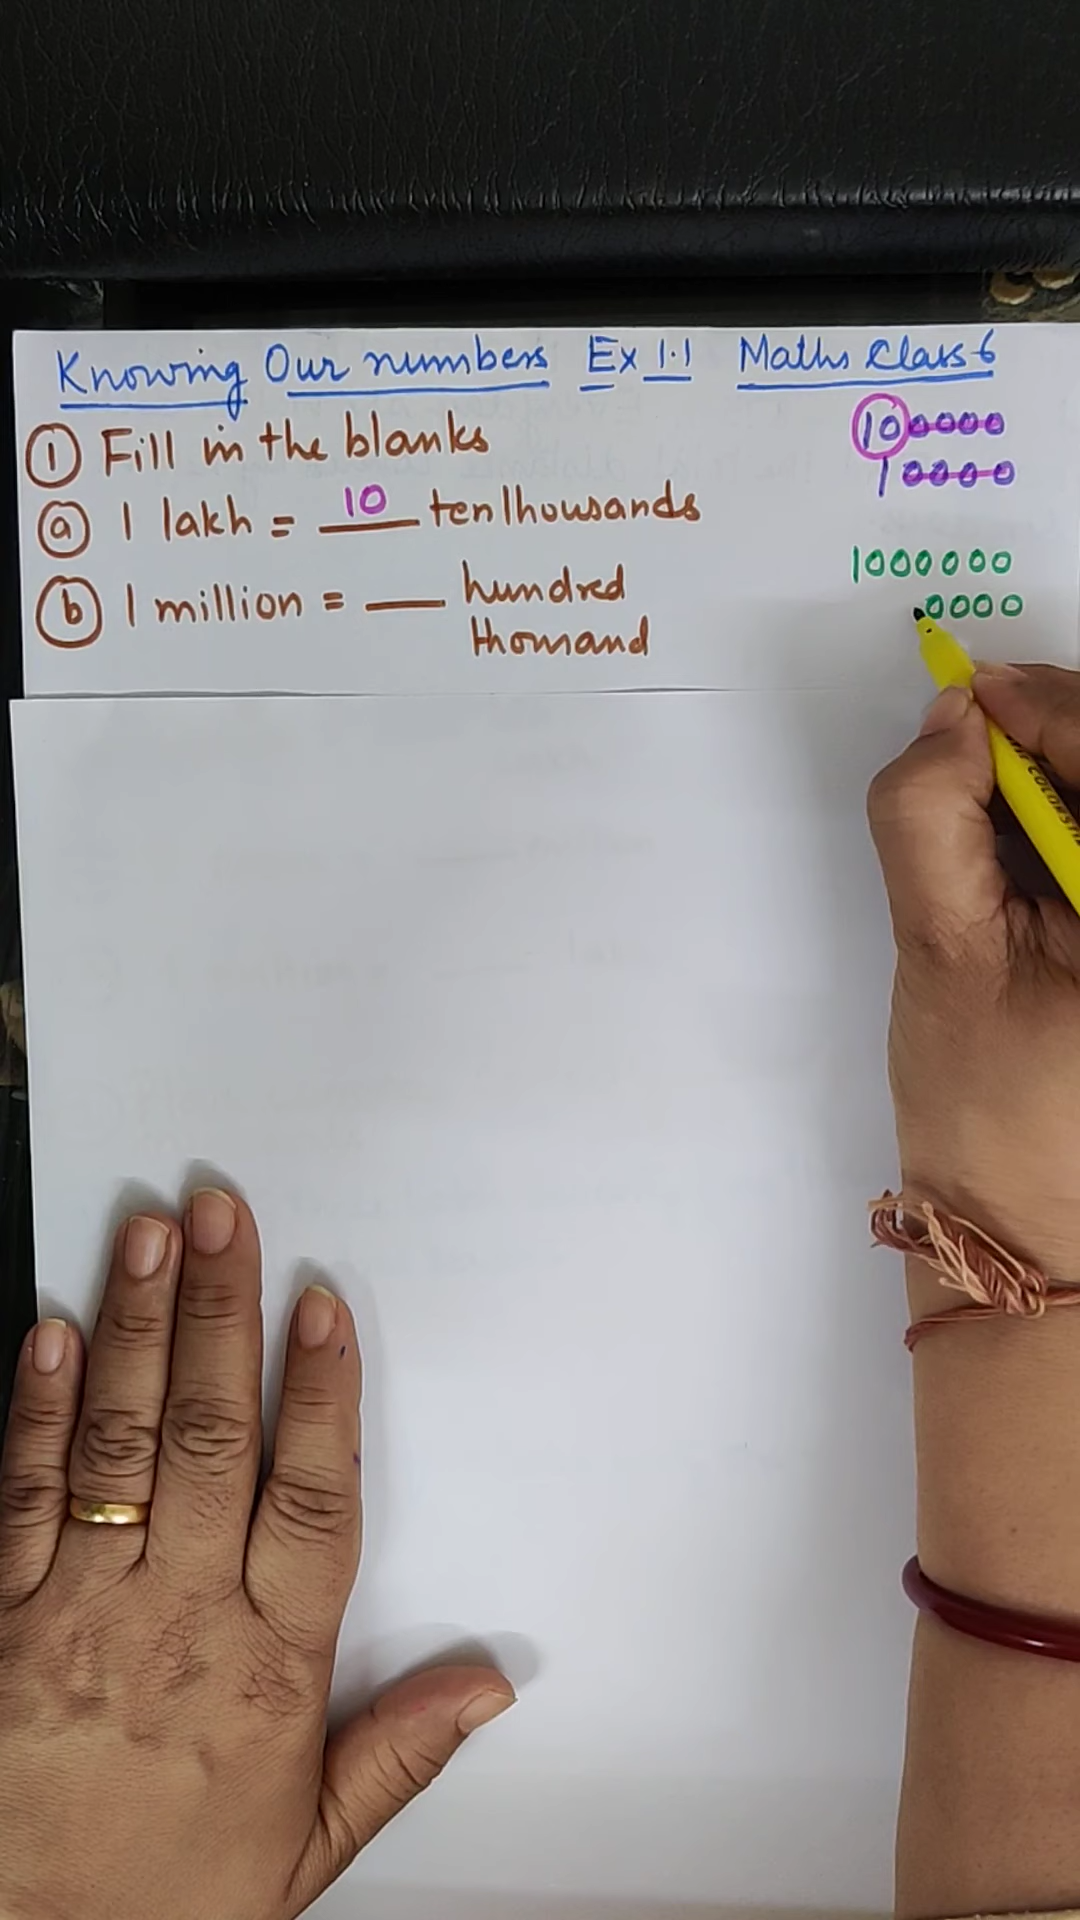 Knowing Our numbers Ex 1.1 Maths Class 6
① Fill in the blanks
100000
10000
ⓐ 1 lakh = 10 ten thousands
ⓑ 1 million = ___ hundred thousand
1000000
0000